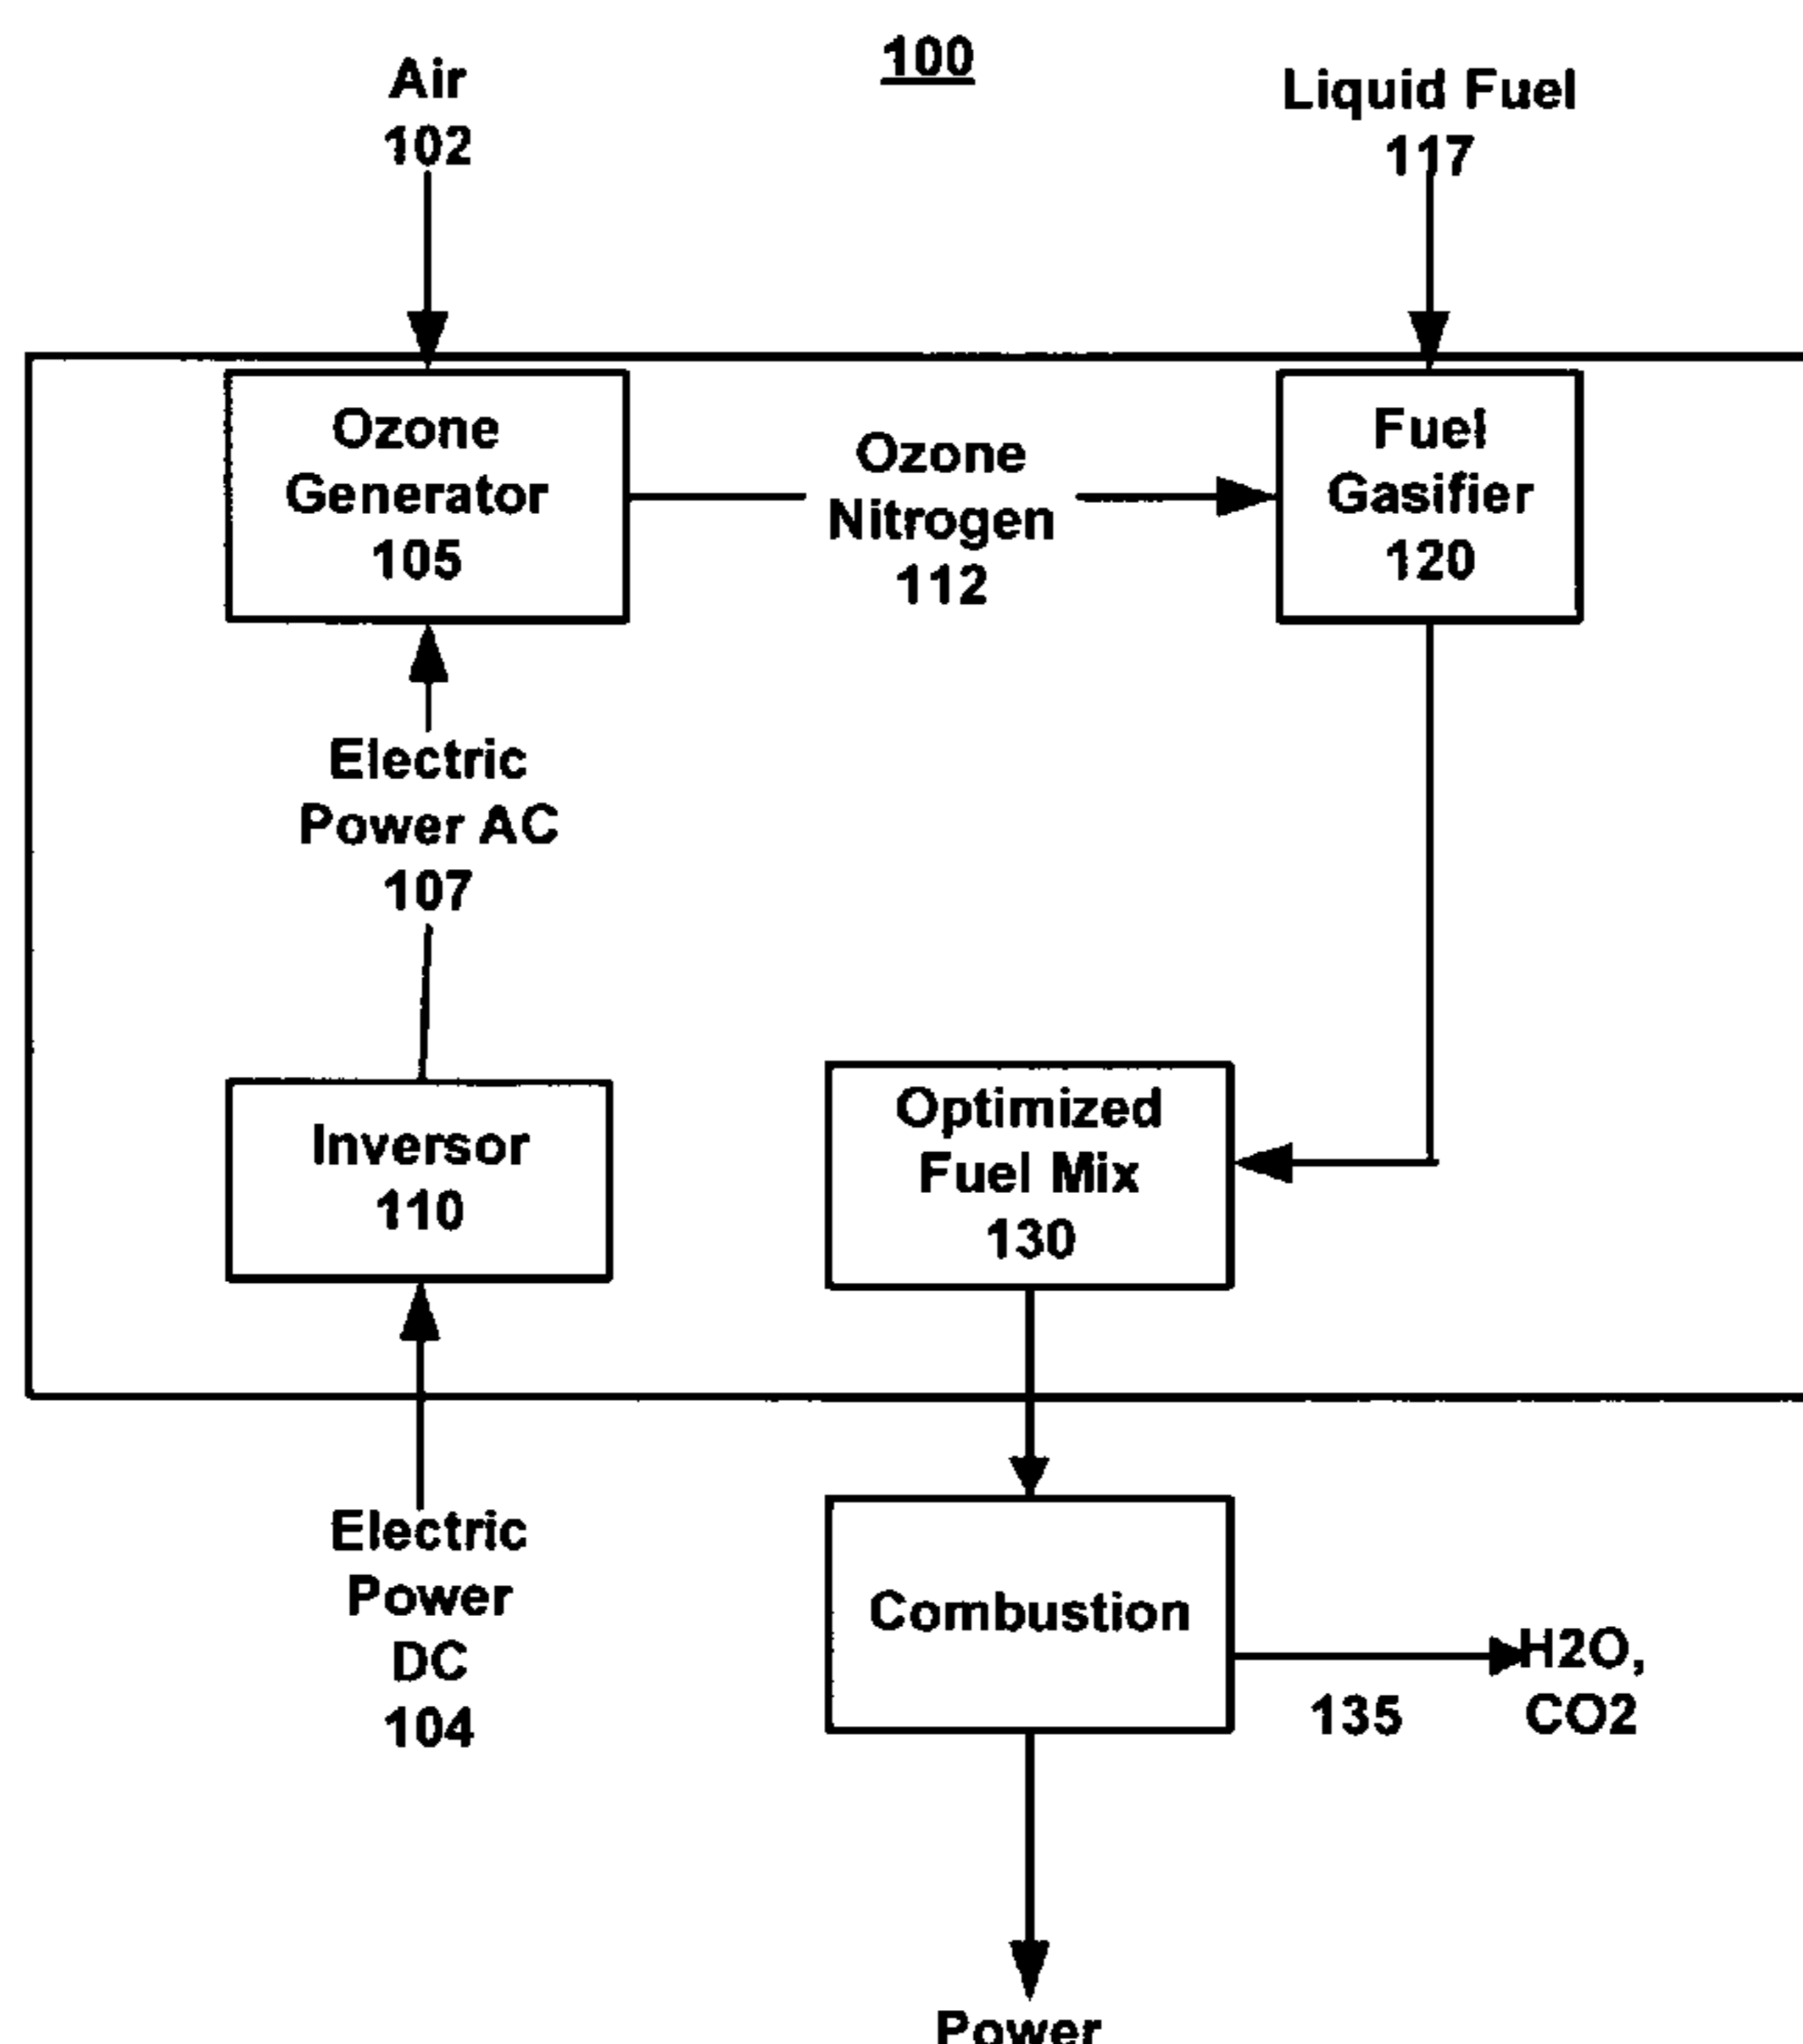 100
Air
102
Liquid Fuel
117
Ozone
Generator
105
Ozone
Nitrogen
112
Fuel
Gasifier
120
Electric
Power AC
107
Inversor
110
Optimized
Fuel Mix
130
Electric
Power
DC
104
Combustion
135
H2O,
CO2
Power